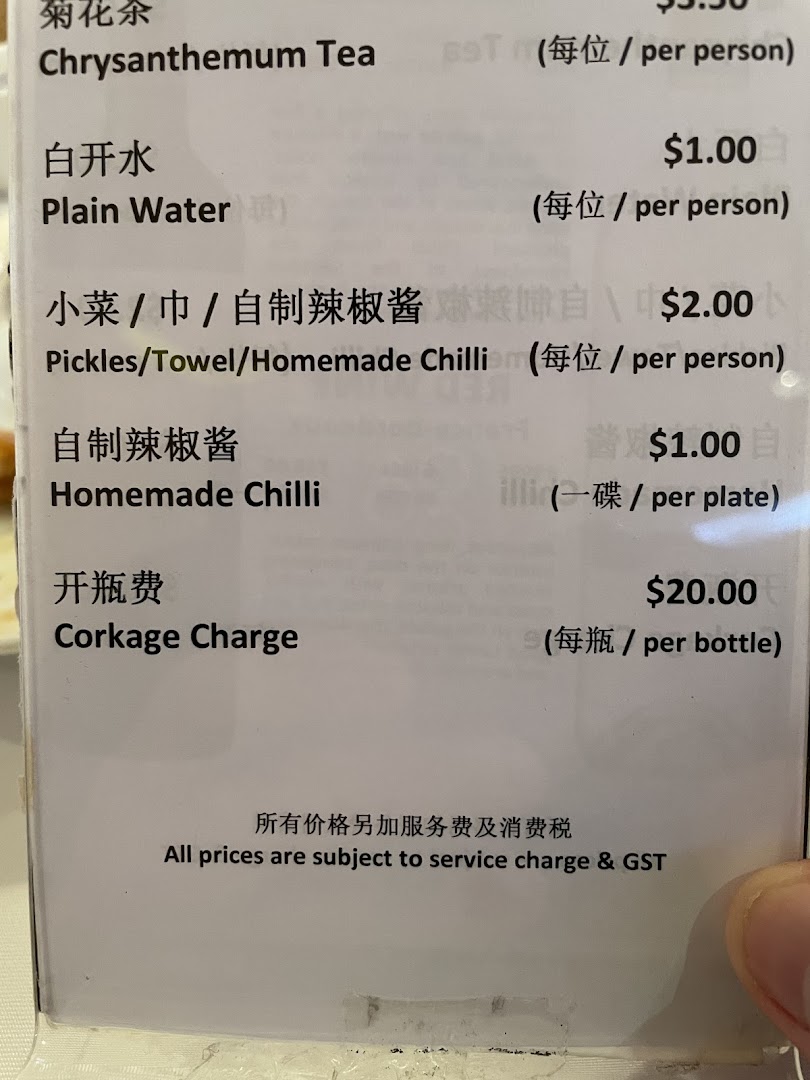 菊花茶
Chrysanthemum Tea (每位 / per person)
白开水 $1.00
Plain Water (每位 / per person)
小菜 / 巾 / 自制辣椒酱 $2.00
Pickles/Towel/Homemade Chilli (每位 / per person)
自制辣椒酱 $1.00
Homemade Chilli (一碟 / per plate)
开瓶费 $20.00
Corkage Charge (每瓶 / per bottle)
所有价格另加服务费及消费税
All prices are subject to service charge & GST